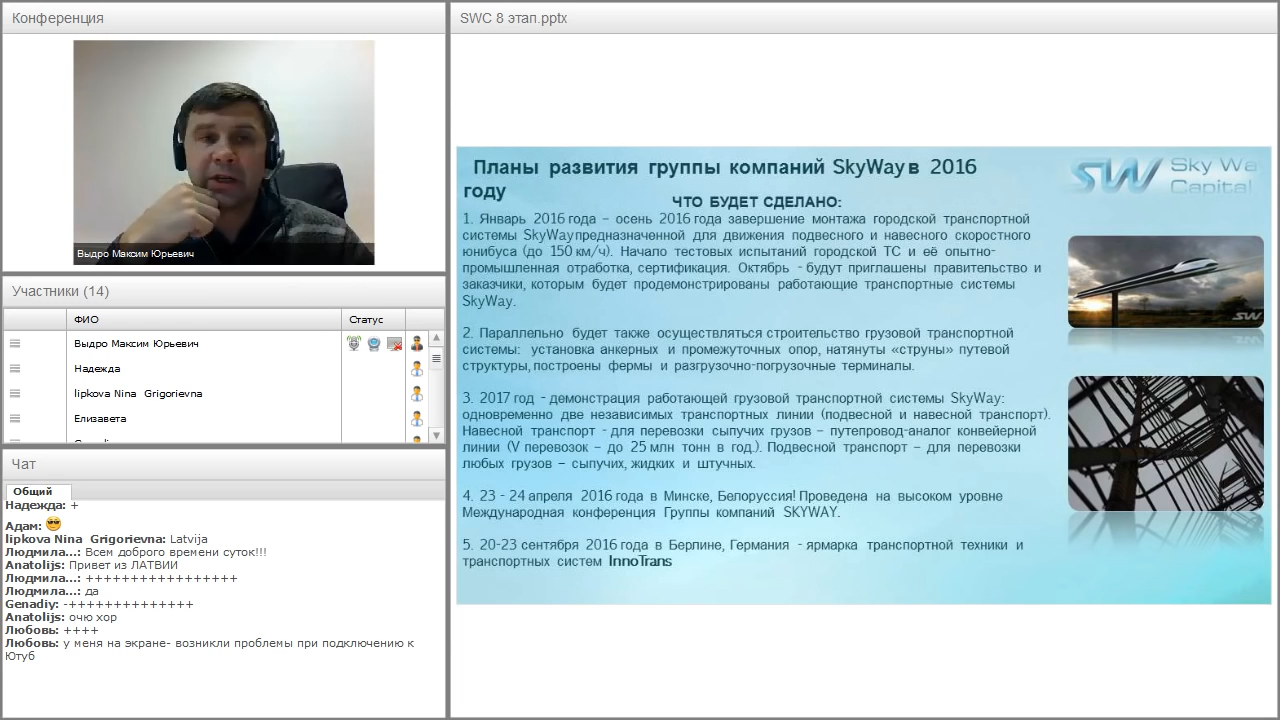 Конференция
Выдро Максим Юрьевич
Участники (14)
ФИО
Статус
Выдро Максим Юрьевич
Надежда
lipkova Nina Grigorievna
Елизавета
Чат
Общий
Надежда: +
Адам:
lipkova Nina Grigorievna: Latvija
Людмила...: Всем доброго времени суток!!!
Anatolijs: Привет из ЛАТВИИ
Людмила...: +++++++++++++++++
Людмила...: да
Genadiy: -++++++++++++++
Anatolijs: очю хор
Любовь: ++++
Любовь: у меня на экране- возникли проблемы при подключению к
Ютуб
SWC 8 этап.pptx
Планы развития группы компаний SkyWay в 2016
году
ЧТО БУДЕТ СДЕЛАНО:
1. Январь 2016 года – осень 2016 года завершение монтажа городской транспортной
системы SkyWay предназначенной для движения подвесного и навесного скоростного
юнибуса (до 150 км/ч). Начало тестовых испытаний городской ТС и её опытно-
промышленная отработка, сертификация. Октябрь - будут приглашены правительство и
заказчики, которым будет продемонстрированы работающие транспортные системы
SkyWay.
2. Параллельно будет также осуществляться строительство грузовой транспортной
системы: установка анкерных и промежуточных опор, натянуты «струны» путевой
структуры, построены фермы и разгрузочно-погрузочные терминалы.
3. 2017 год - демонстрация работающей грузовой транспортной системы SkyWay:
одновременно две независимых транспортных линии (подвесной и навесной транспорт).
Навесной транспорт - для перевозки сыпучих грузов – путепровод-аналог конвейерной
линии (V перевозок – до 25 млн тонн в год.). Подвесной транспорт – для перевозки
любых грузов – сыпучих, жидких и штучных.
4. 23 - 24 апреля 2016 года в Минске, Белоруссия! Проведена на высоком уровне
Международная конференция Группы компаний SKYWAY.
5. 20-23 сентября 2016 года в Берлине, Германия - ярмарка транспортной техники и
транспортных систем InnoTrans
SW Sky Wa
Capital
SW